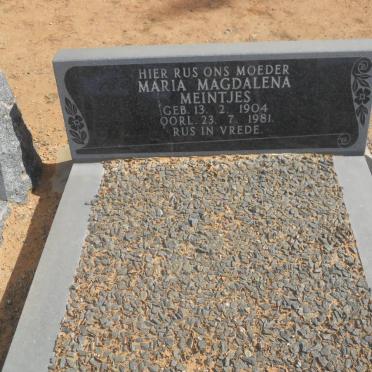 HIER RUS ONS MOEDER
MARIA MAGDALENA
MEINTJES
GEB. 13. 2. 1904
OORL. 23. 7. 1981.
RUS IN VREDE.